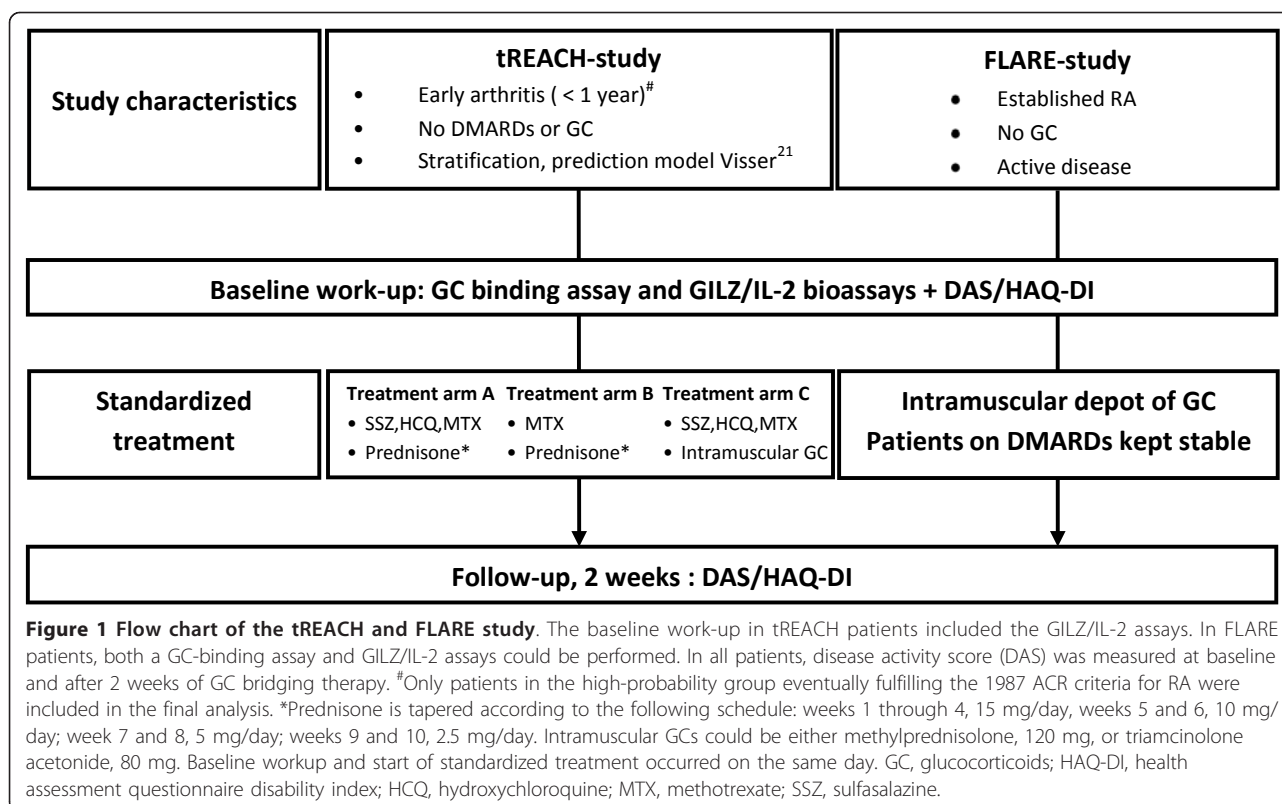 Study characteristics
tREACH-study
• Early arthritis ( < 1 year)#
• No DMARDs or GC
• Stratification, prediction model Visser21
FLARE-study
● Established RA
● No GC
● Active disease
Baseline work-up: GC binding assay and GILZ/IL-2 bioassays + DAS/HAQ-DI
Standardized
treatment
Treatment arm A
• SSZ,HCQ,MTX
• Prednisone*
Treatment arm B
• MTX
• Prednisone*
Treatment arm C
• SSZ,HCQ,MTX
• Intramuscular GC
Intramuscular depot of GC
Patients on DMARDs kept stable
Follow-up, 2 weeks : DAS/HAQ-DI
Figure 1 Flow chart of the tREACH and FLARE study. The baseline work-up in tREACH patients included the GILZ/IL-2 assays. In FLARE
patients, both a GC-binding assay and GILZ/IL-2 assays could be performed. In all patients, disease activity score (DAS) was measured at baseline
and after 2 weeks of GC bridging therapy. #Only patients in the high-probability group eventually fulfilling the 1987 ACR criteria for RA were
included in the final analysis. *Prednisone is tapered according to the following schedule: weeks 1 through 4, 15 mg/day, weeks 5 and 6, 10 mg/
day; week 7 and 8, 5 mg/day; weeks 9 and 10, 2.5 mg/day. Intramuscular GCs could be either methylprednisolone, 120 mg, or triamcinolone
acetonide, 80 mg. Baseline workup and start of standardized treatment occurred on the same day. GC, glucocorticoids; HAQ-DI, health
assessment questionnaire disability index; HCQ, hydroxychloroquine; MTX, methotrexate; SSZ, sulfasalazine.